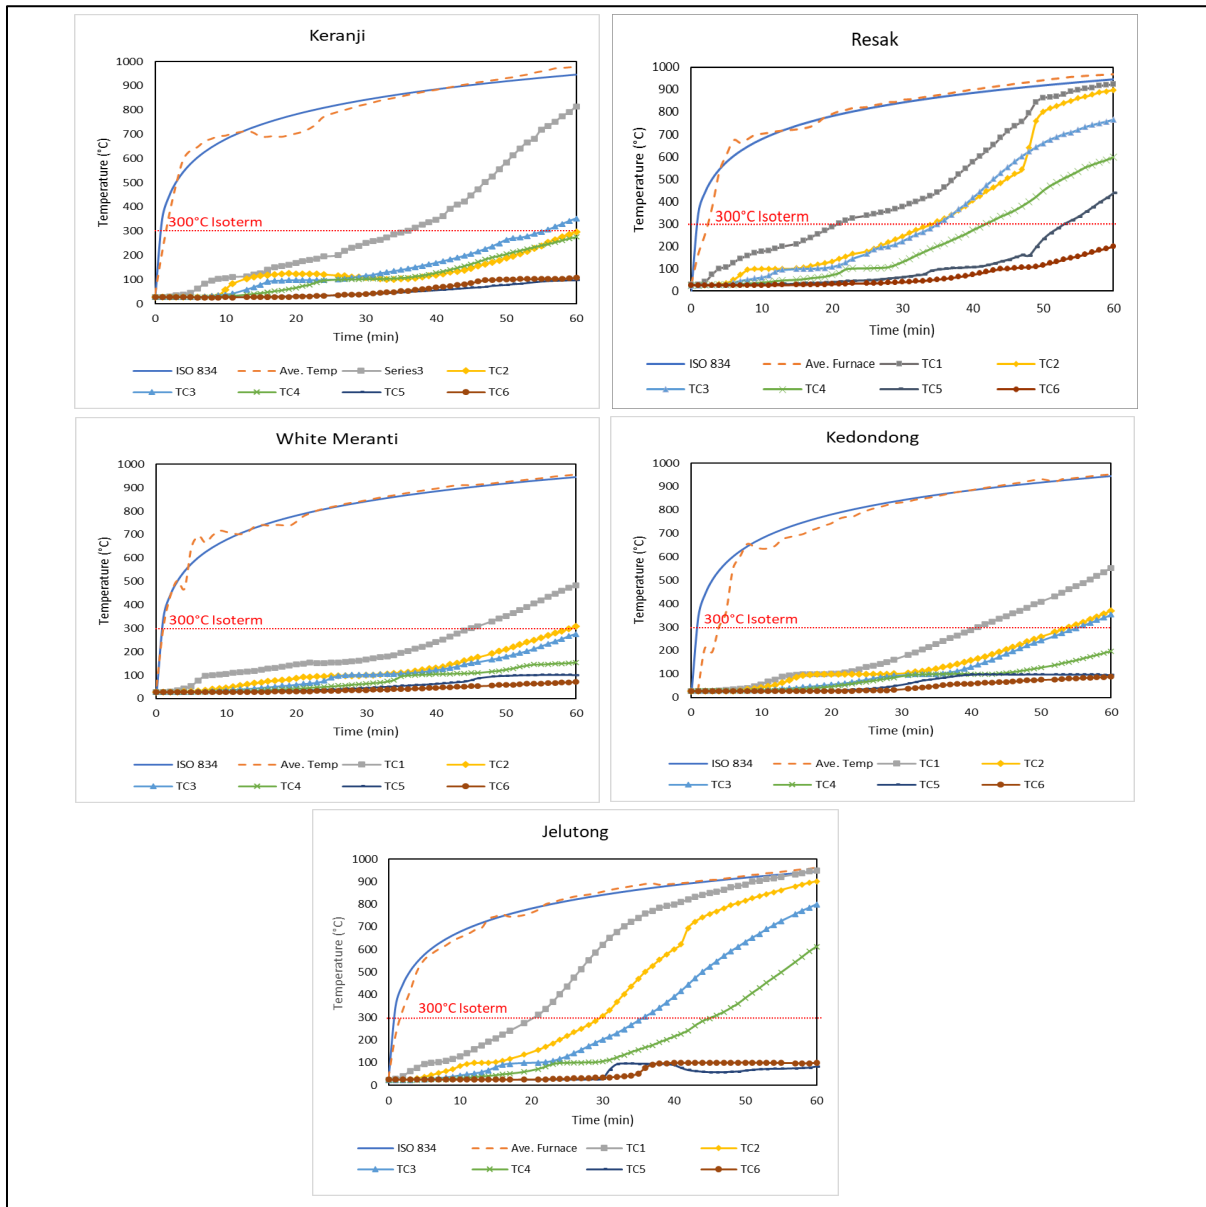 Keranji
1000
900
800
700
600
500
400
300
200
100
0
Temperature (°C)
300°C Isoterm
0 10 20 30 40 50 60
Time (min)
ISO 834 Ave. Temp Series3 TC2
TC3 TC4 TC5 TC6
Resak
1000
900
800
700
600
500
400
300
200
100
0
Temperature (°C)
300°C Isoterm
0 10 20 30 40 50 60
Time (min)
ISO 834 Ave. Furnace TC1 TC2
TC3 TC4 TC5 TC6
White Meranti
1000
900
800
700
600
500
400
300
200
100
0
Temperature (°C)
300°C Isoterm
0 10 20 30 40 50 60
Time (min)
ISO 834 Ave. Temp TC1 TC2
TC3 TC4 TC5 TC6
Kedondong
1000
900
800
700
600
500
400
300
200
100
0
Temperature (°C)
300°C Isoterm
0 10 20 30 40 50 60
Time (min)
ISO 834 Ave. Temp TC1 TC2
TC3 TC4 TC5 TC6
Jelutong
1000
900
800
700
600
500
400
300
200
100
0
Temperature (°C)
300°C Isoterm
0 10 20 30 40 50 60
Time (min)
ISO 834 Ave. Furnace TC1 TC2
TC3 TC4 TC5 TC6